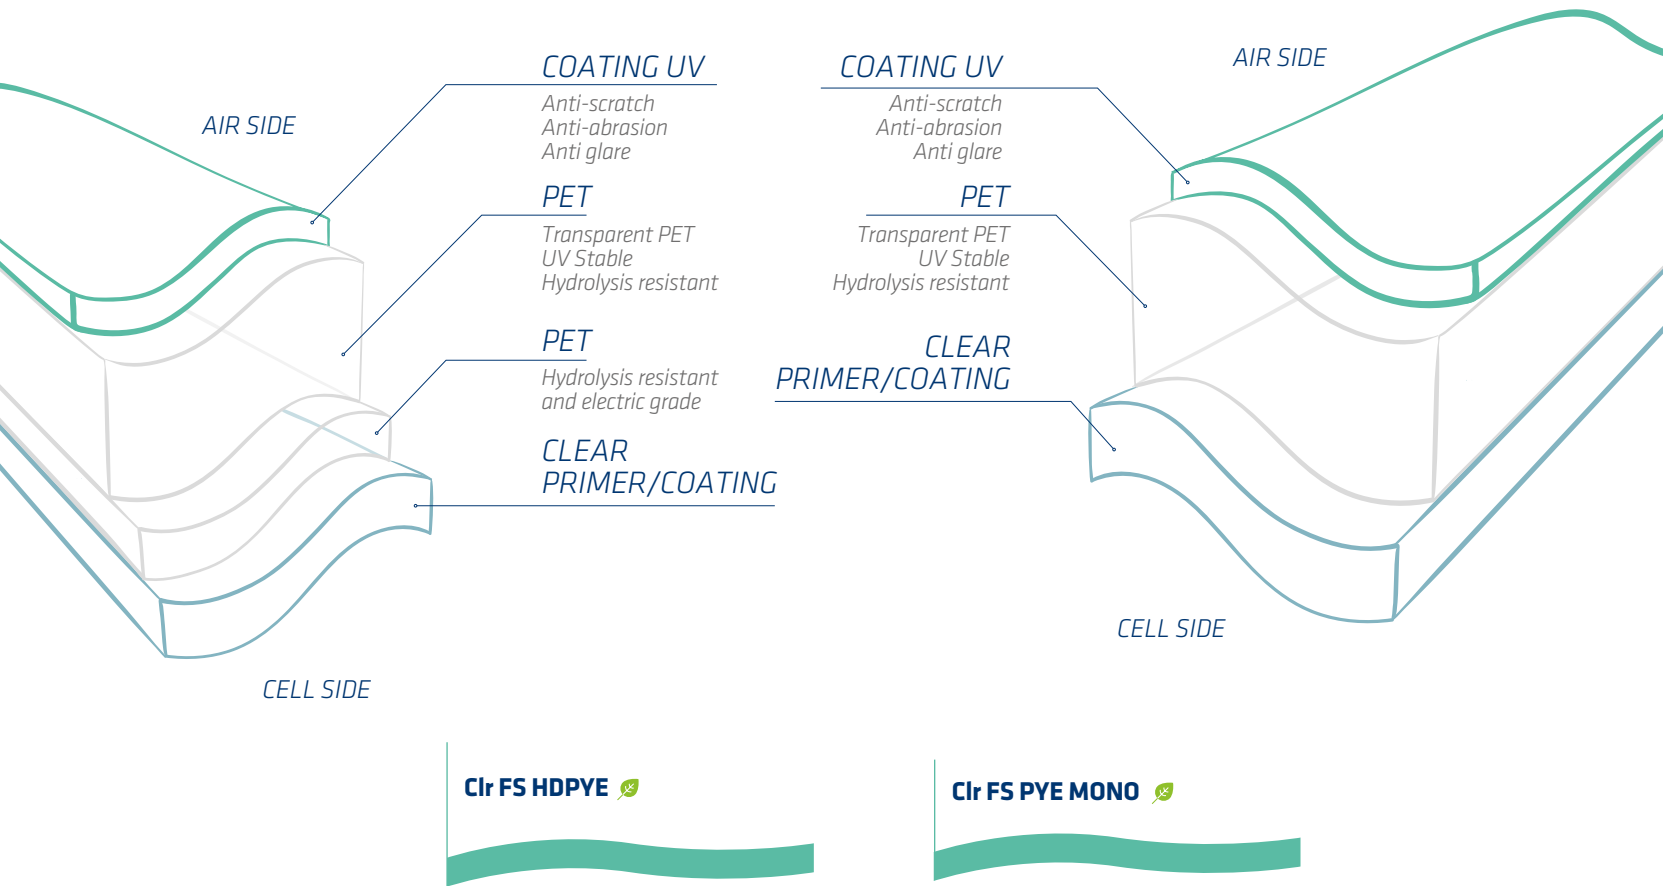 AIR SIDE
COATING UV
Anti-scratch
Anti-abrasion
Anti glare
PET
Transparent PET
UV Stable
Hydrolysis resistant
PET
Hydrolysis resistant
and electric grade
CLEAR
PRIMER/COATING
CELL SIDE
COATING UV
Anti-scratch
Anti-abrasion
Anti glare
AIR SIDE
PET
Transparent PET
UV Stable
Hydrolysis resistant
CLEAR
PRIMER/COATING
CELL SIDE
Clr FS HDPYE
Clr FS PYE MONO